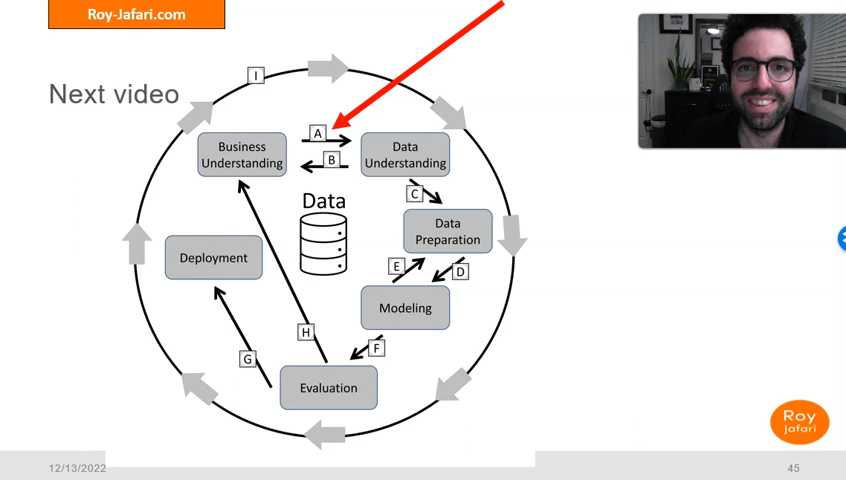 Roy-Jafari.com
Next video
I
A
Business
Understanding
Data
Understanding
B
C
Data
Data
Preparation
Deployment
E
D
Modeling
H
F
G
Evaluation
Roy
Jafari
12/13/2022
45